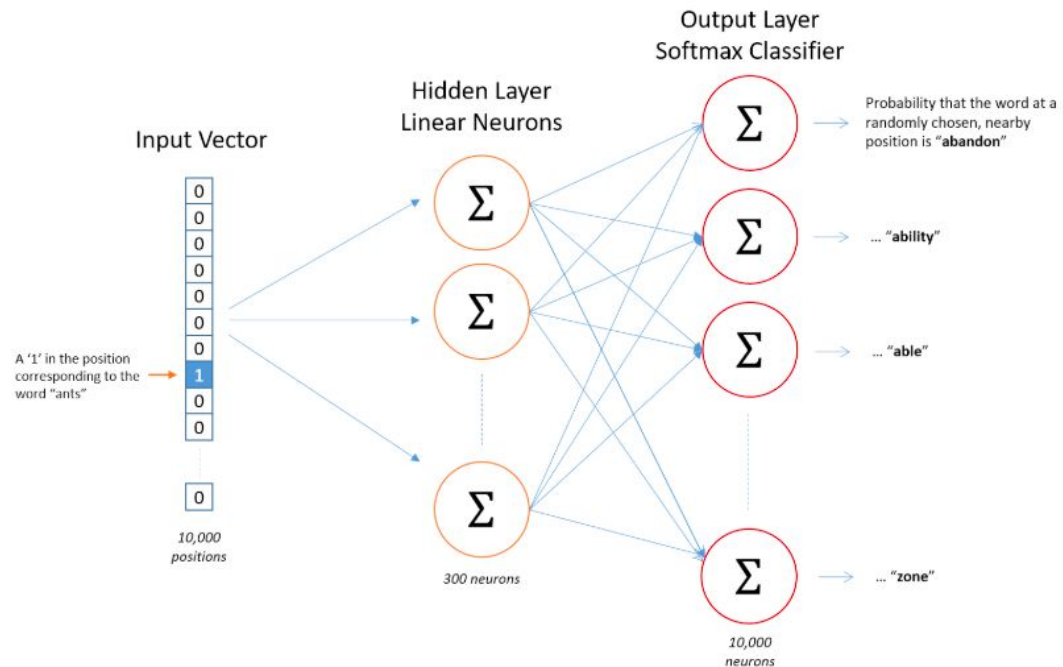 Output Layer
Softmax Classifier
Hidden Layer
Linear Neurons
Input Vector
Probability that the word at a
randomly chosen, nearby
position is “abandon”
0
0
0
0
0
0
0
1
0
0
0
A ‘1’ in the position
corresponding to the
word “ants”
10,000
positions
Σ
Σ
Σ
300 neurons
Σ
Σ
Σ
Σ
... “ability”
... “able”
... “zone”
10,000
neurons